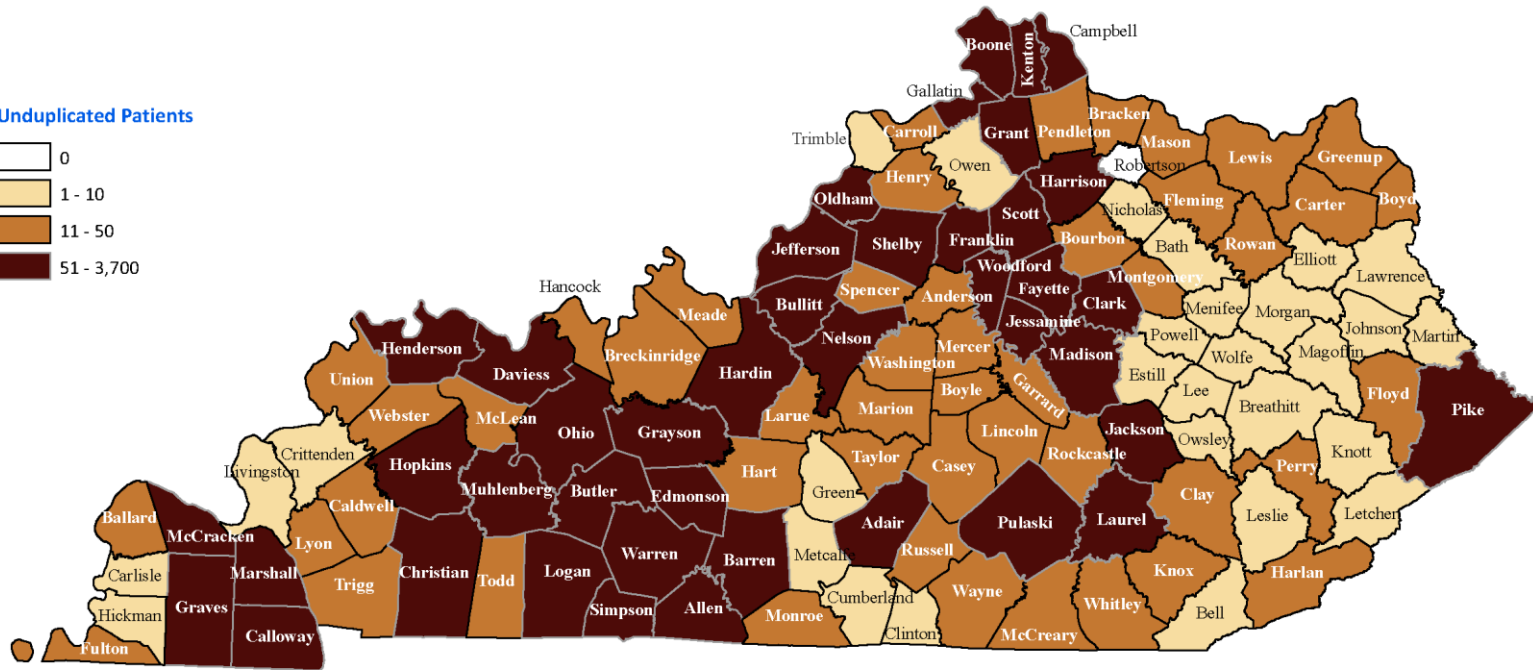 Unduplicated Patients
0
1 - 10
11 - 50
51 - 3,700
Campbell
Boone
Kenton
Gallatin
Trimble
Carroll
Grant
Pendleton
Bracken
Mason
Owen
Robertson
Lewis
Greenup
Henry
Harrison
Oldham
Scott
Nicholas
Fleming
Carter
Boyd
Jefferson
Shelby
Franklin
Bourbon
Bath
Rowan
Elliott
Woodford
Lawrence
Hancock
Spencer
Anderson
Fayette
Montgomery
Clark
Bullitt
Meade
Menifee
Morgan
Jessamine
Johnson
Martin
Powell
Nelson
Mercer
Madison
Magoffin
Henderson
Breckinridge
Washington
Wolfe
Daviess
Hardin
Estill
Union
Boyle
Garrard
Lee
Floyd
Breathitt
Pike
Webster
McLean
Larue
Marion
Jackson
Lincoln
Ohio
Grayson
Owsley
Crittenden
Rockcastle
Knott
Taylor
Hopkins
Perry
Livingston
Hart
Casey
Muhlenberg
Butler
Green
Edmonson
Clay
Caldwell
Letcher
Leslie
Ballard
Adair
Pulaski
Laurel
McCracken
Lyon
Warren
Metcalfe
Russell
Barren
Carlisle
Marshall
Christian
Logan
Knox
Harlan
Todd
Trigg
Wayne
Cumberland
Graves
Simpson
Allen
Whitley
Bell
Hickman
Monroe
Clinton
McCreary
Calloway
Fulton